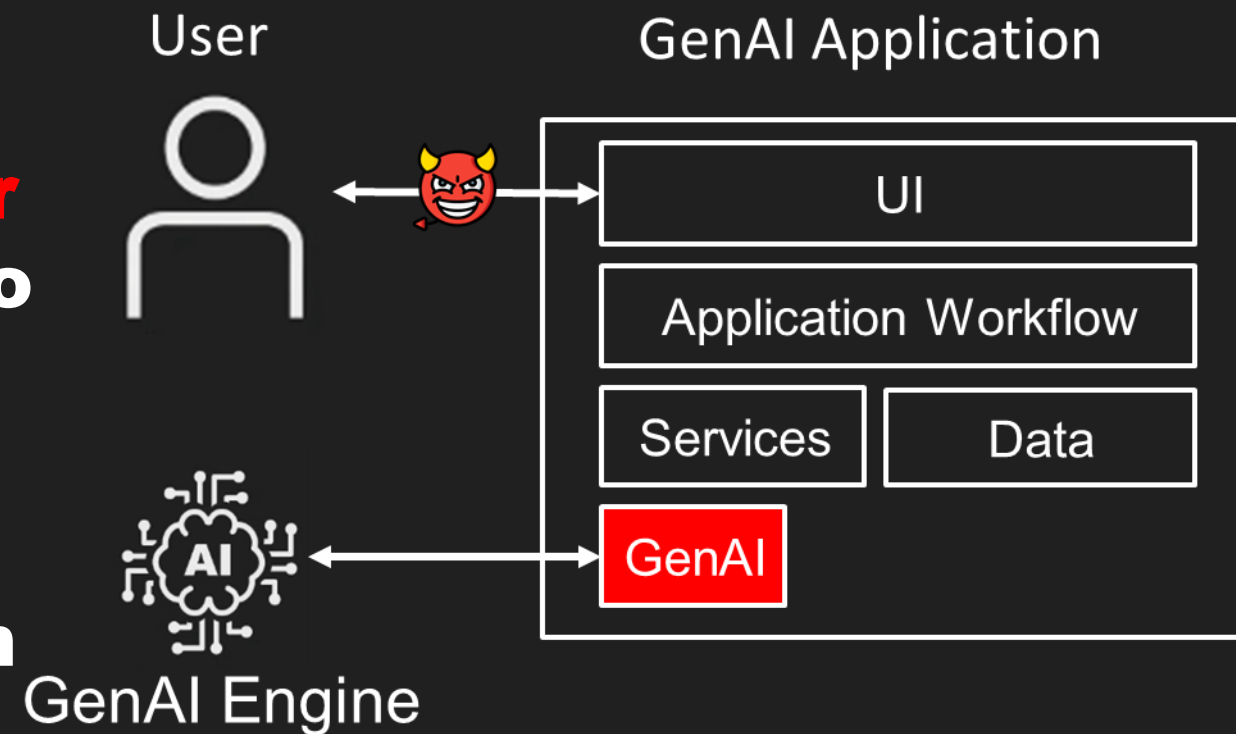 User
GenAI Application
r
UI
o
Application Workflow
Services
Data
AI
GenAI
n
GenAI Engine